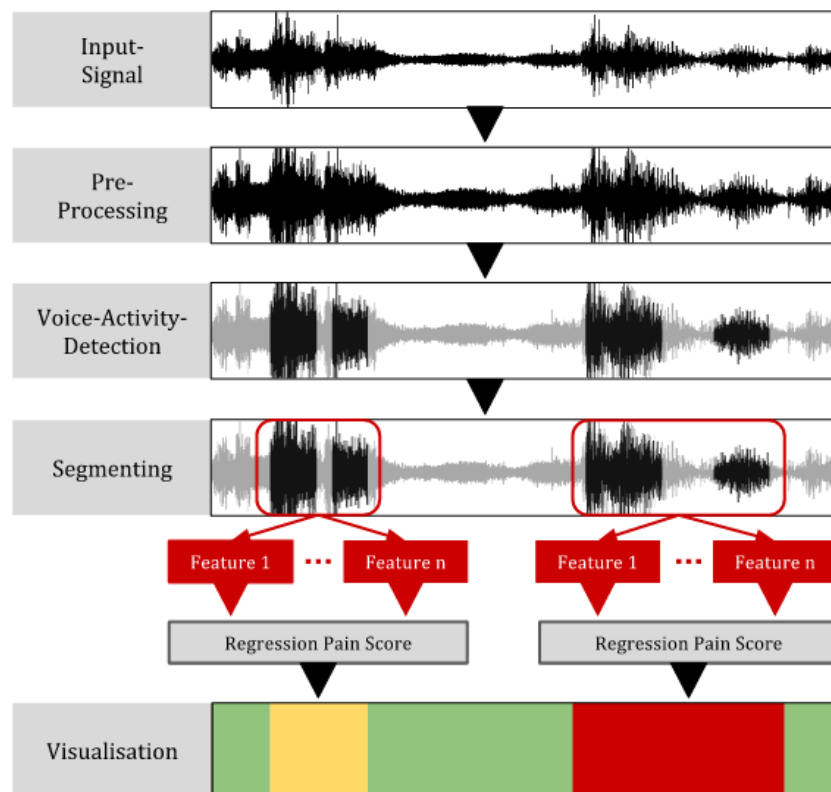 Input-
Signal
Pre-
Processing
Voice-Activity-
Detection
Segmenting
Feature 1 ... Feature n Feature 1 ... Feature n
Regression Pain Score Regression Pain Score
Visualisation